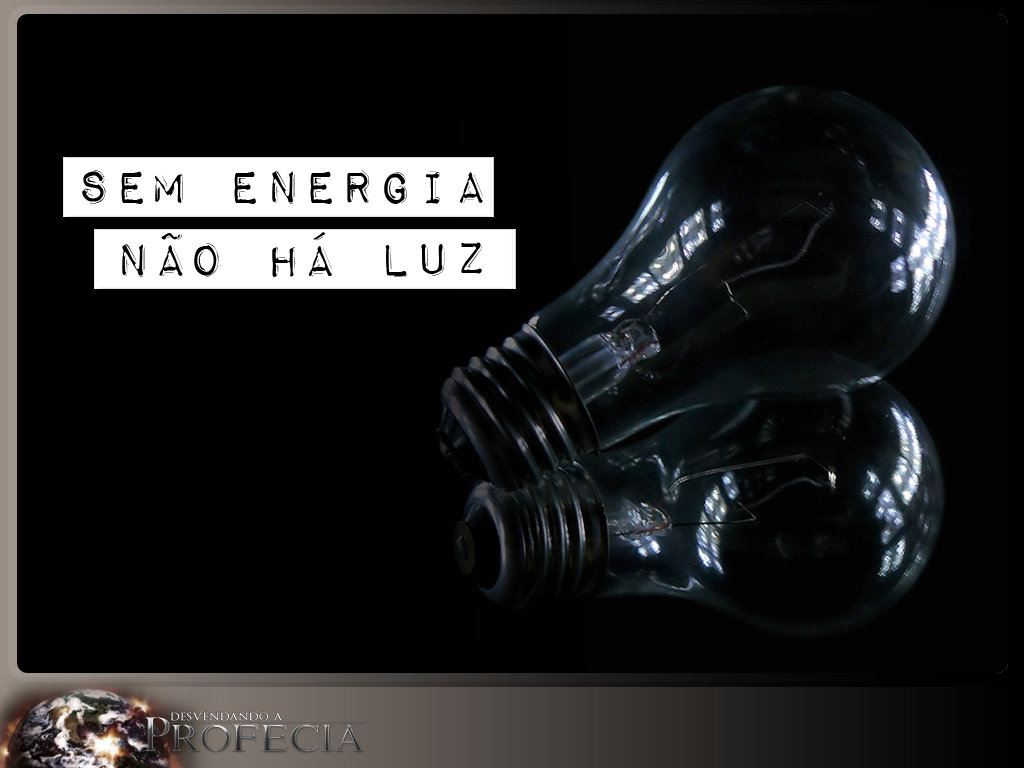 SEM ENERGIA
NÃO HÁ LUZ
DESVENDANDO A
PROFECIA